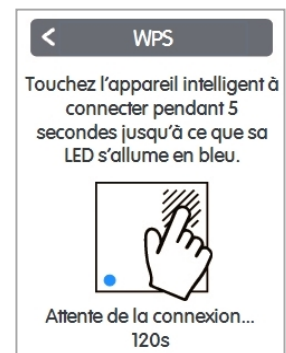 WPS
Touchez l'appareil intelligent à
connecter pendant 5
secondes jusqu'à ce que sa
LED s'allume en bleu.
Attente de la connexion...
120s